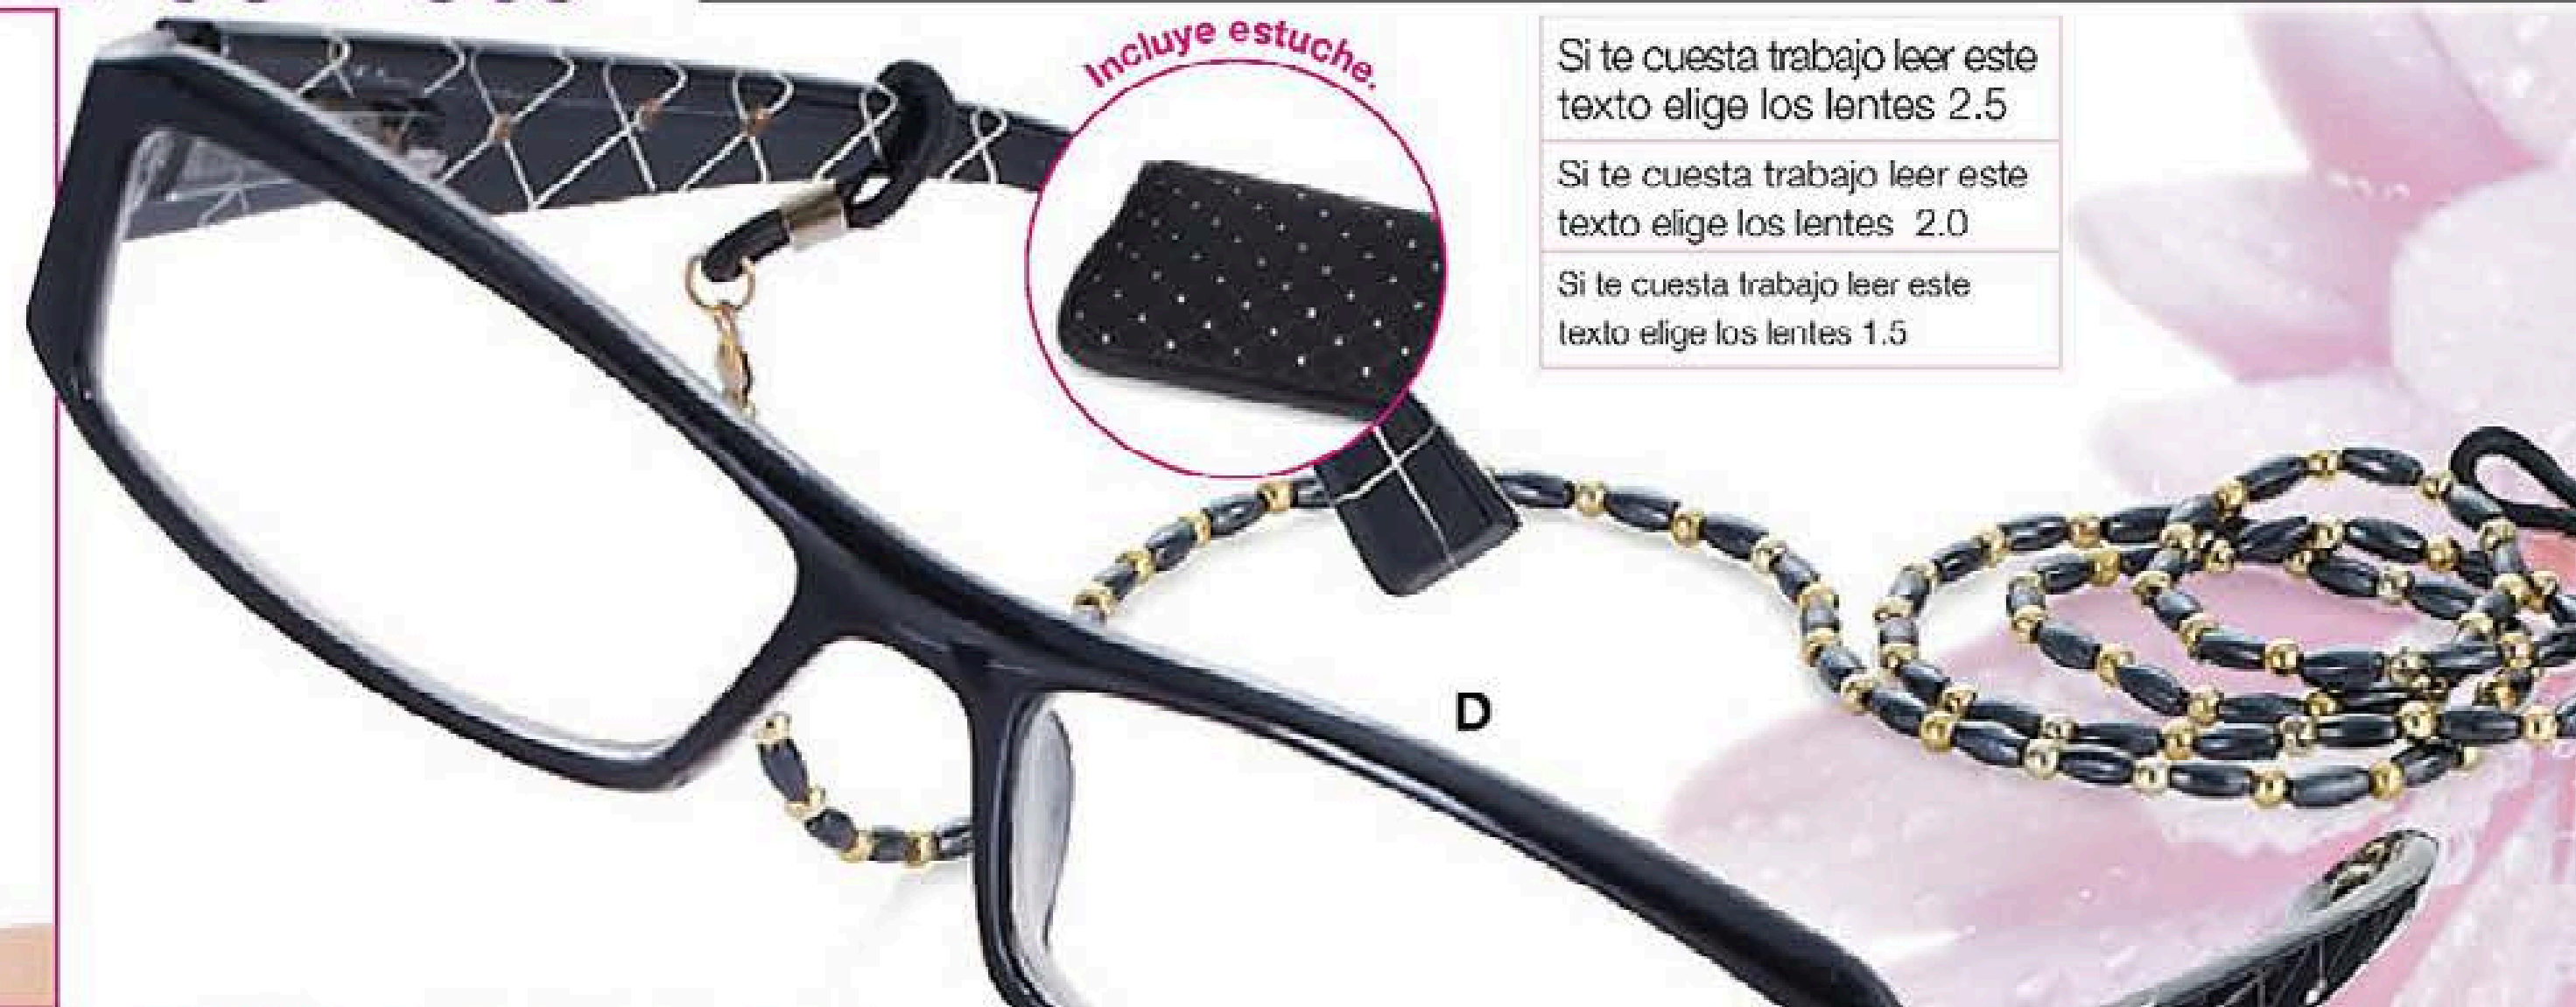 Incluye estuche.
Si te cuesta trabajo leer este
texto elige los lentes 2.5
Si te cuesta trabajo leer este
texto elige los lentes 2.0
Si te cuesta trabajo leer este
texto elige los lentes 1.5
D